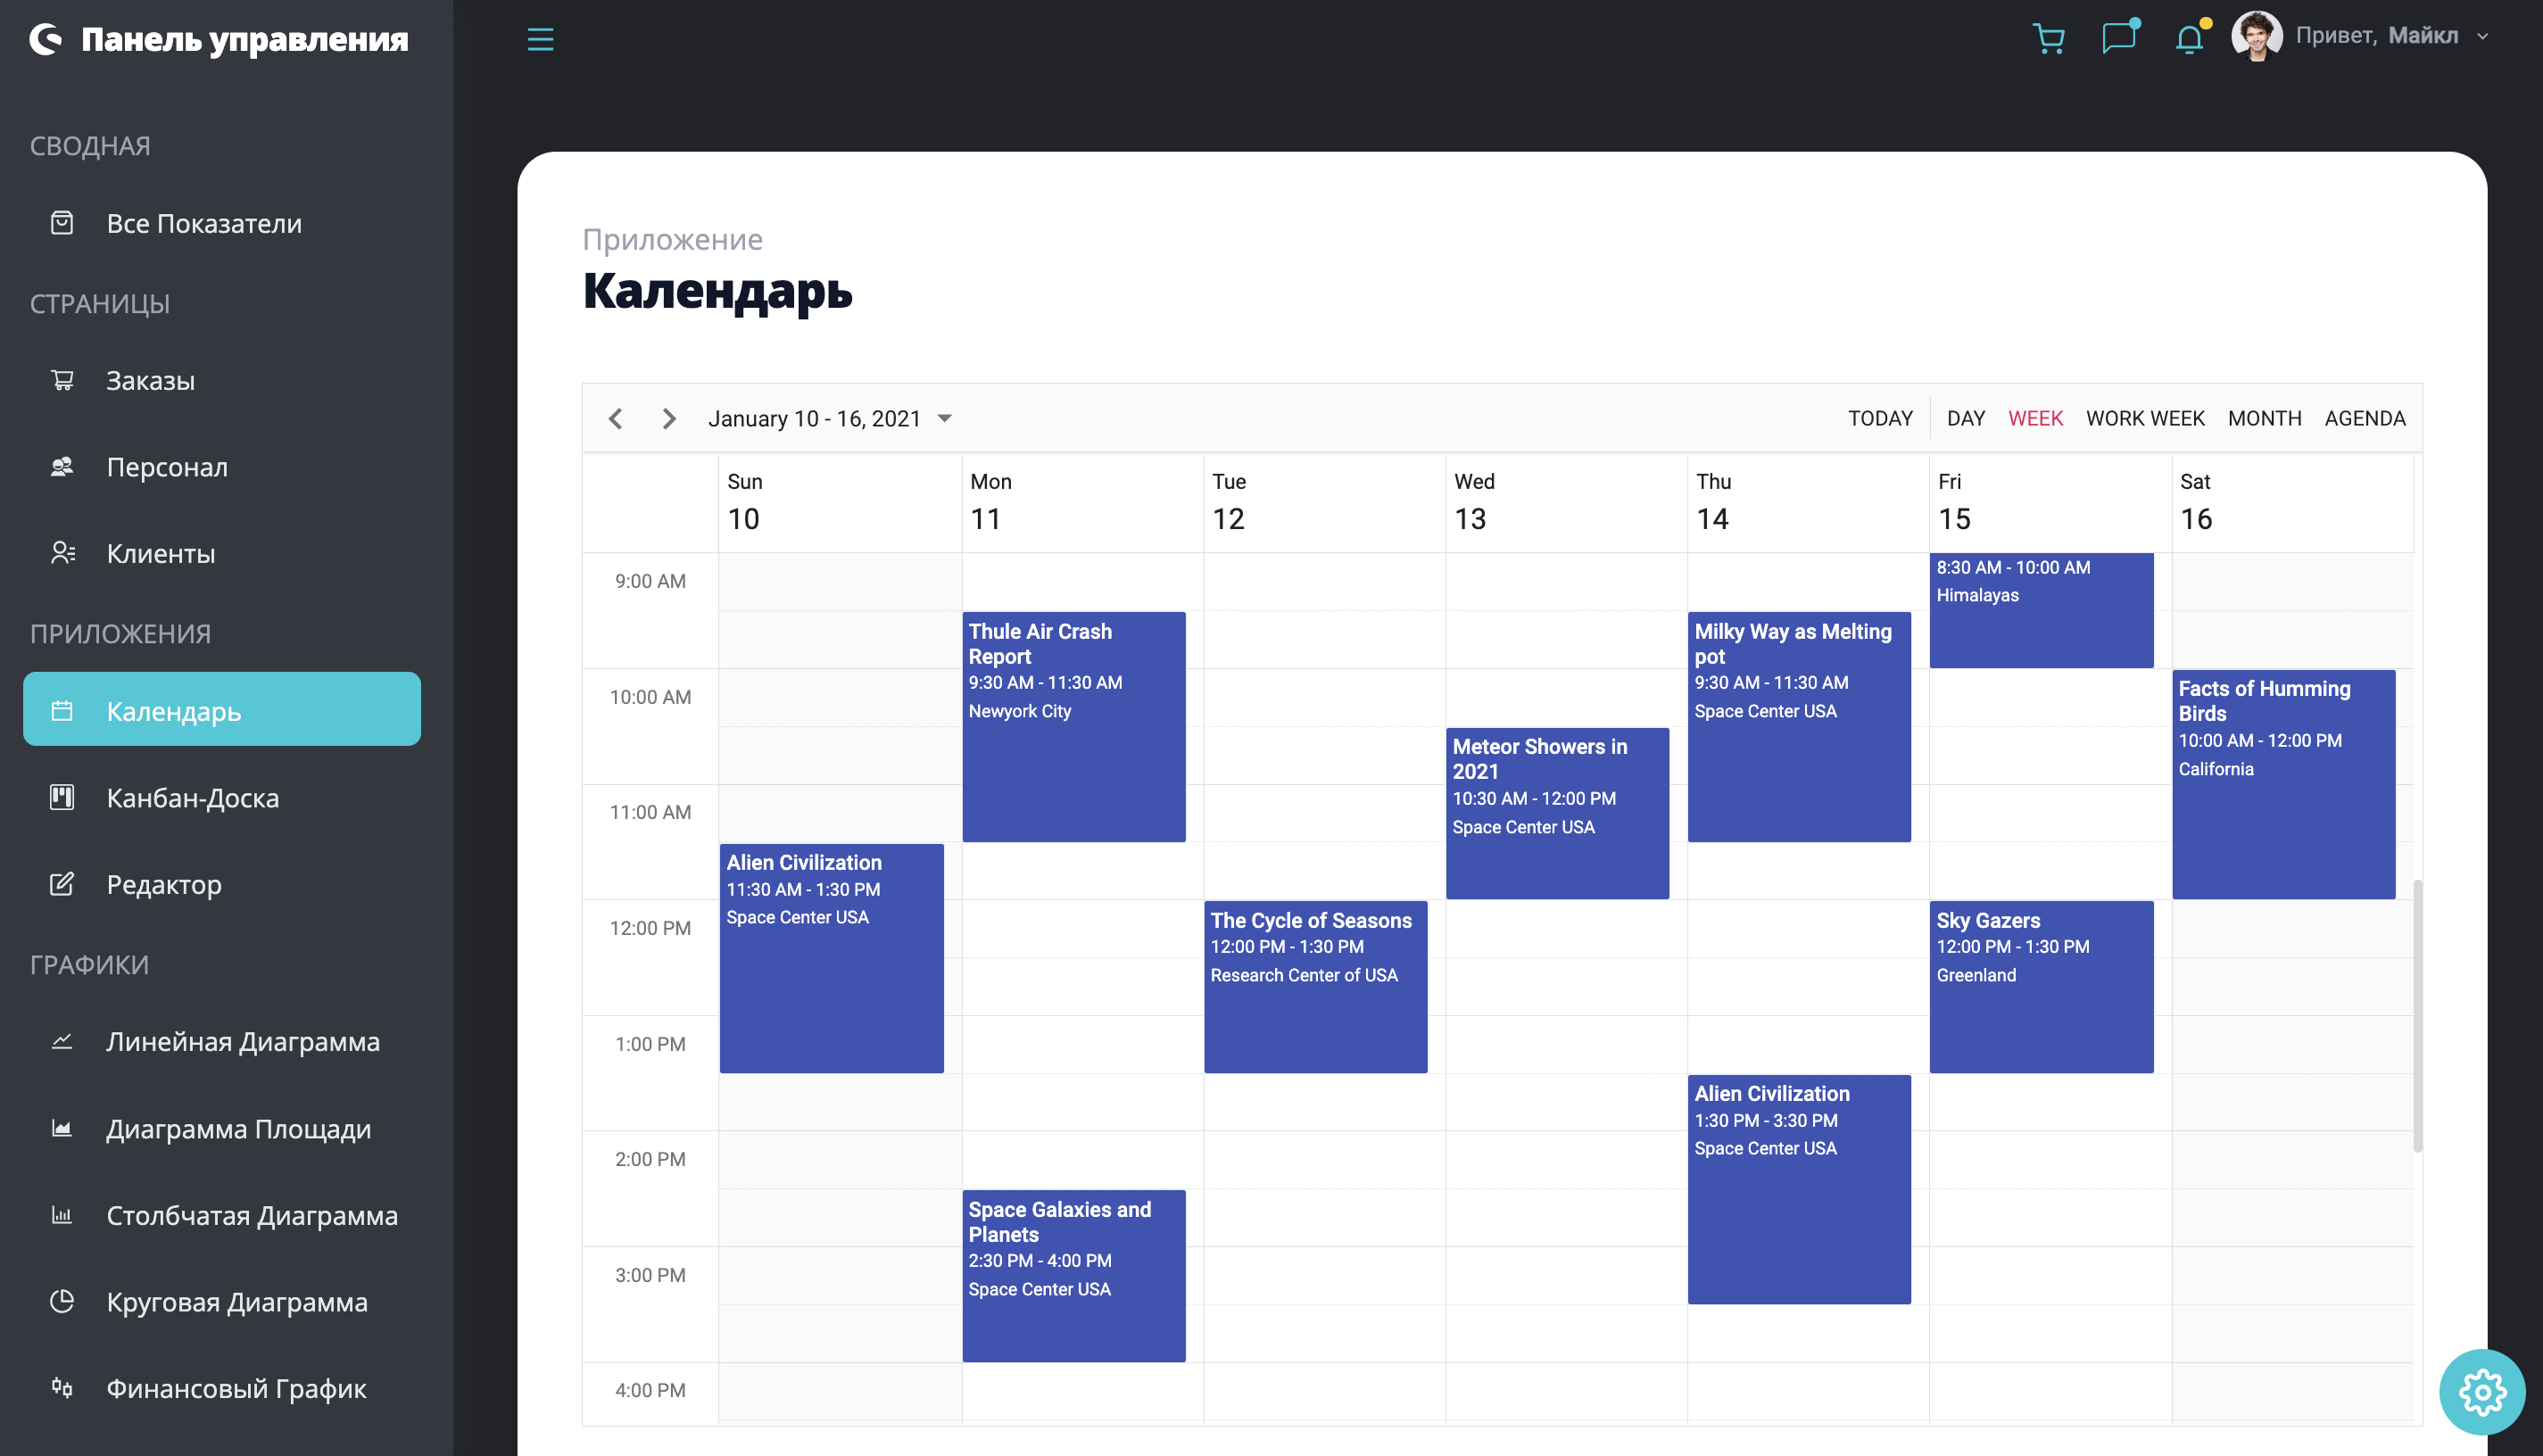 Панель управления
Привет, Майкл
СВОДНАЯ
Все Показатели
СТРАНИЦЫ
Заказы
Персонал
Клиенты
ПРИЛОЖЕНИЯ
Календарь
Канбан-Доска
Редактор
ГРАФИКИ
Линейная Диаграмма
Диаграмма Площади
Столбчатая Диаграмма
Круговая Диаграмма
Финансовый График
Приложение
Календарь
January 10 - 16, 2021
TODAY DAY WEEK WORK WEEK MONTH AGENDA
Sun Mon Tue Wed Thu Fri Sat
10 11 12 13 14 15 16
9:00 AM
10:00 AM
11:00 AM
12:00 PM
1:00 PM
2:00 PM
3:00 PM
4:00 PM
Alien Civilization
11:30 AM - 1:30 PM
Space Center USA
Thule Air Crash
Report
9:30 AM - 11:30 AM
Newyork City
Space Galaxies and
Planets
2:30 PM - 4:00 PM
Space Center USA
The Cycle of Seasons
12:00 PM - 1:30 PM
Research Center of USA
Meteor Showers in
2021
10:30 AM - 12:00 PM
Space Center USA
Milky Way as Melting
pot
9:30 AM - 11:30 AM
Space Center USA
Alien Civilization
1:30 PM - 3:30 PM
Space Center USA
8:30 AM - 10:00 AM
Himalayas
Sky Gazers
12:00 PM - 1:30 PM
Greenland
Facts of Humming
Birds
10:00 AM - 12:00 PM
California